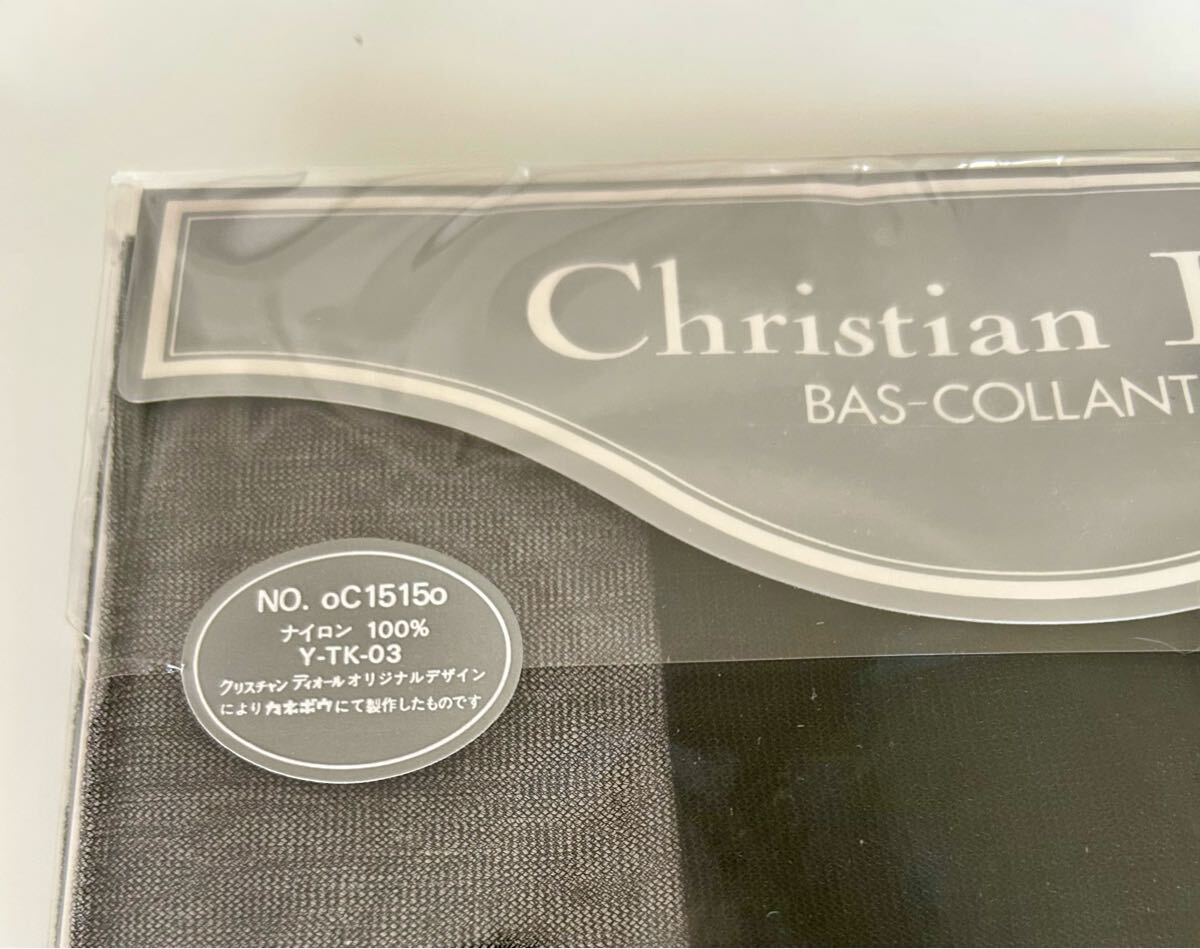 Christian
BAS-COLLANT
NO. oC1515o
ナイロン 100%
Y-TK-03
クリスチャン ディオールオリジナルデザイン
によりカネボウにて製作したものです